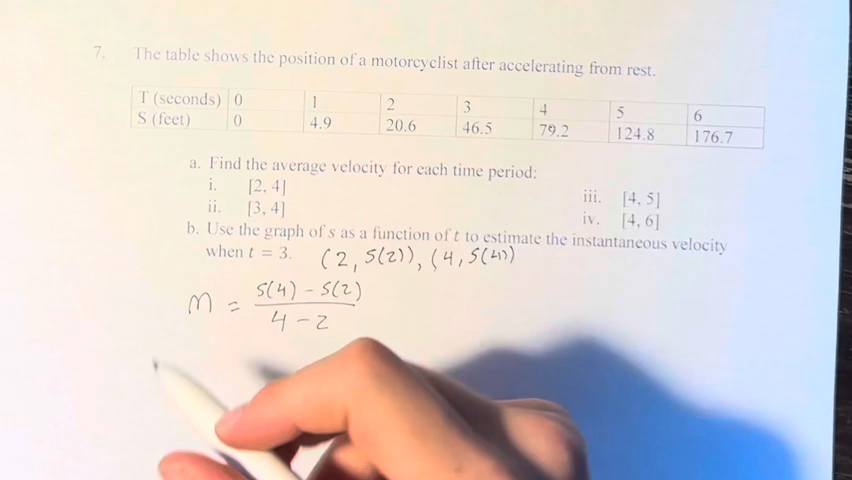 7. The table shows the position of a motorcyclist after accelerating from rest.
T (seconds) 0 1 2 3 4 5 6
S (feet) 0 4.9 20.6 46.5 79.2 124.8 176.7
a. Find the average velocity for each time period:
i. [2, 4] iii. [4, 5]
ii. [3, 4] iv. [4, 6]
b. Use the graph of s as a function of t to estimate the instantaneous velocity
when t = 3. (2, S(2)), (4, S(4))
m = S(4) - S(2)
4 - 2